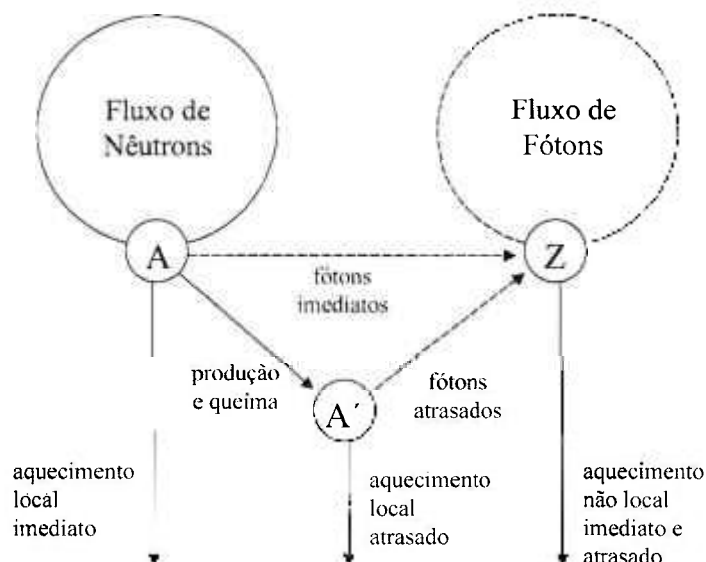 Fluxo de
Nêutrons
Fluxo de
Fótons
A
Z
fótons
imediatos
produção
e queima
A´
fótons
atrasados
aquecimento
local
imediato
aquecimento
local
atrasado
aquecimento
não local
imediato e
atrasado